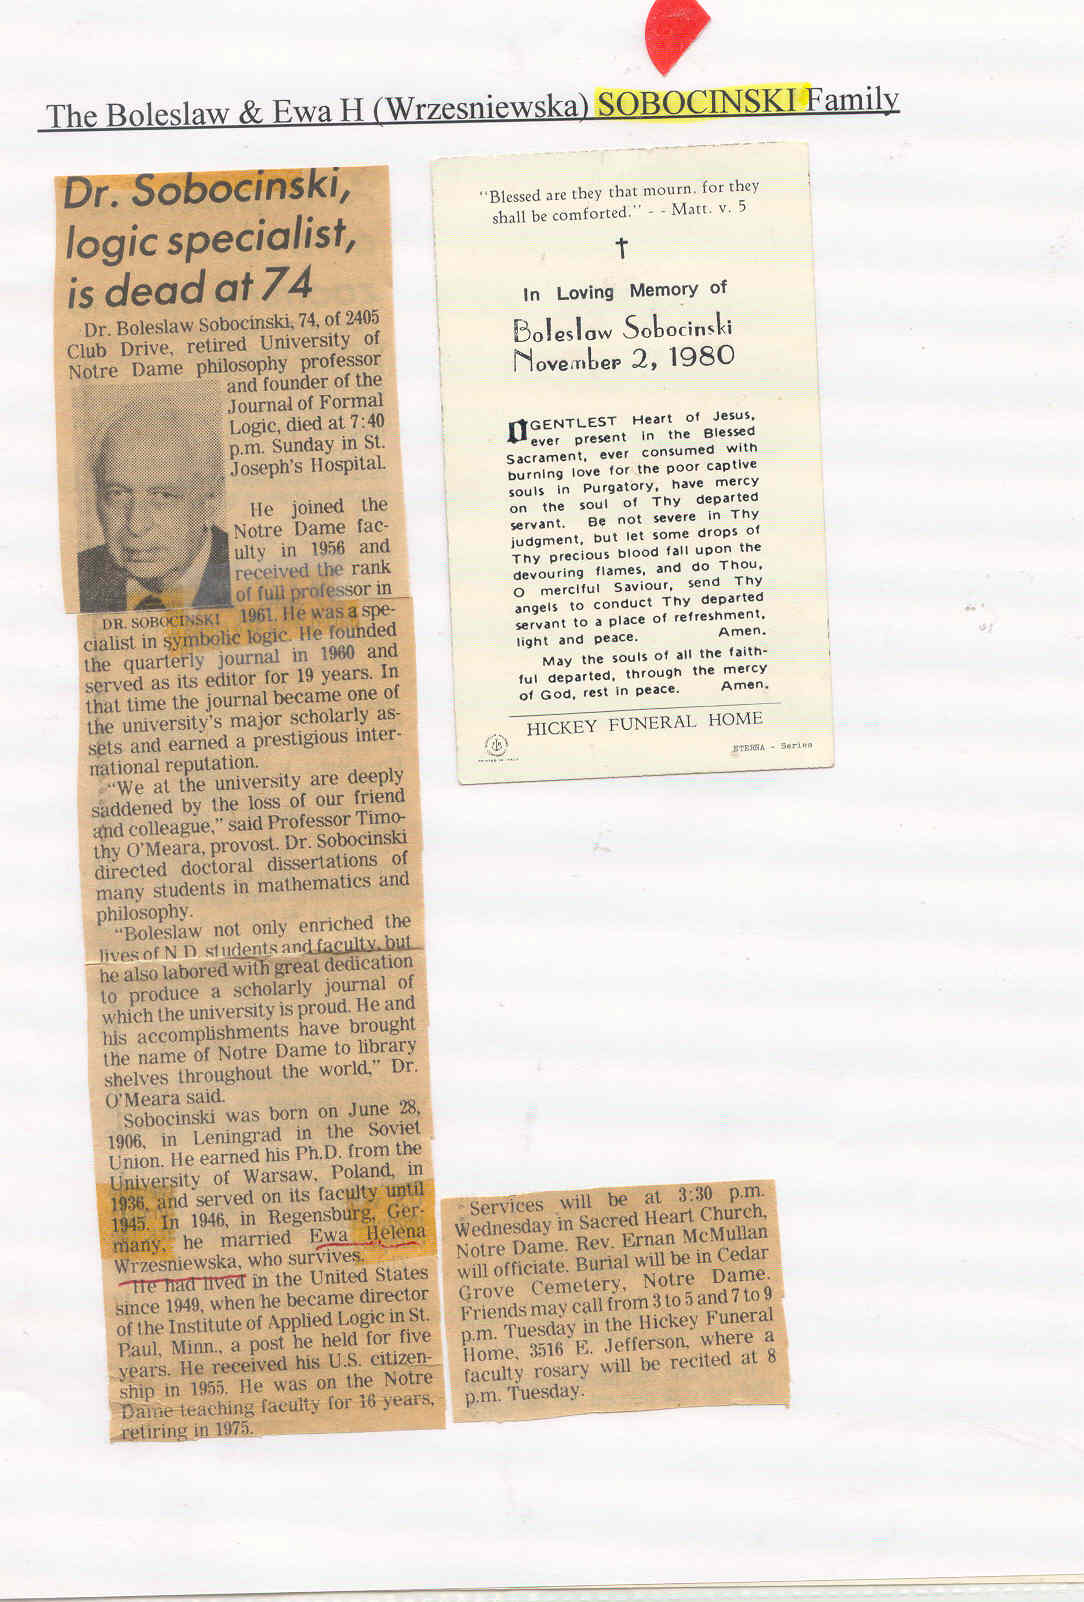 The Boleslaw & Ewa H (Wrzesniewska) SOBOCINSKI Family
Dr. Sobocinski,
logic specialist,
is dead at 74
Dr. Boleslaw Sobocinski, 74, of 2405
Club Drive, retired University of
Notre Dame philosophy professor
and founder of the
Journal of Formal
Logic, died at 7:40
p.m. Sunday in St.
Joseph's Hospital.
He joined the
Notre Dame fac-
ulty in 1956 and
received the rank
of full professor in
DR. SOBOCINSKI 1961. He was a spe-
cialist in symbolic logic. He founded
the quarterly journal in 1960 and
served as its editor for 19 years. In
that time the journal became one of
the university's major scholarly as-
sets and earned a prestigious inter-
national reputation.
"We at the university are deeply
saddened by the loss of our friend
and colleague," said Professor Timo-
thy O'Meara, provost. Dr. Sobocinski
directed doctoral dissertations of
many students in mathematics and
philosophy.
"Boleslaw not only enriched the
lives of N.D. students and faculty, but
he also labored with great dedication
to produce a scholarly journal of
which the university is proud. He and
his accomplishments have brought
the name of Notre Dame to library
shelves throughout the world," Dr.
O'Meara said.
Sobocinski was born on June 28,
1906, in Leningrad in the Soviet
Union. He earned his Ph.D. from the
University of Warsaw, Poland, in
1936, and served on its faculty until
1945. In 1946, in Regensburg, Ger-
many, he married Ewa Helena
Wrzesniewska, who survives.
He had lived in the United States
since 1949, when he became director
of the Institute of Applied Logic in St.
Paul, Minn., a post he held for five
years. He received his U.S. citizen-
ship in 1955. He was on the Notre
Dame teaching faculty for 16 years,
retiring in 1975.
"Blessed are they that mourn. for they
shall be comforted." - - Matt. v. 5
In Loving Memory of
Boleslaw Sobocinski
November 2, 1980
O GENTLEST Heart of Jesus,
ever present in the Blessed
Sacrament, ever consumed with
burning love for the poor captive
souls in Purgatory, have mercy
on the soul of Thy departed
servant. Be not severe in Thy
judgment, but let some drops of
Thy precious blood fall upon the
devouring flames, and do Thou,
O merciful Saviour, send Thy
angels to conduct Thy departed
servant to a place of refreshment,
light and peace. Amen.
May the souls of all the faith-
ful departed, through the mercy
of God, rest in peace. Amen.
HICKEY FUNERAL HOME
PRINTED IN ITALY
ETERNA - Series
Services will be at 3:30 p.m.
Wednesday in Sacred Heart Church,
Notre Dame. Rev. Ernan McMullan
will officiate. Burial will be in Cedar
Grove Cemetery, Notre Dame.
Friends may call from 3 to 5 and 7 to 9
p.m. Tuesday in the Hickey Funeral
Home, 3516 E. Jefferson, where a
faculty rosary will be recited at 8
p.m. Tuesday.